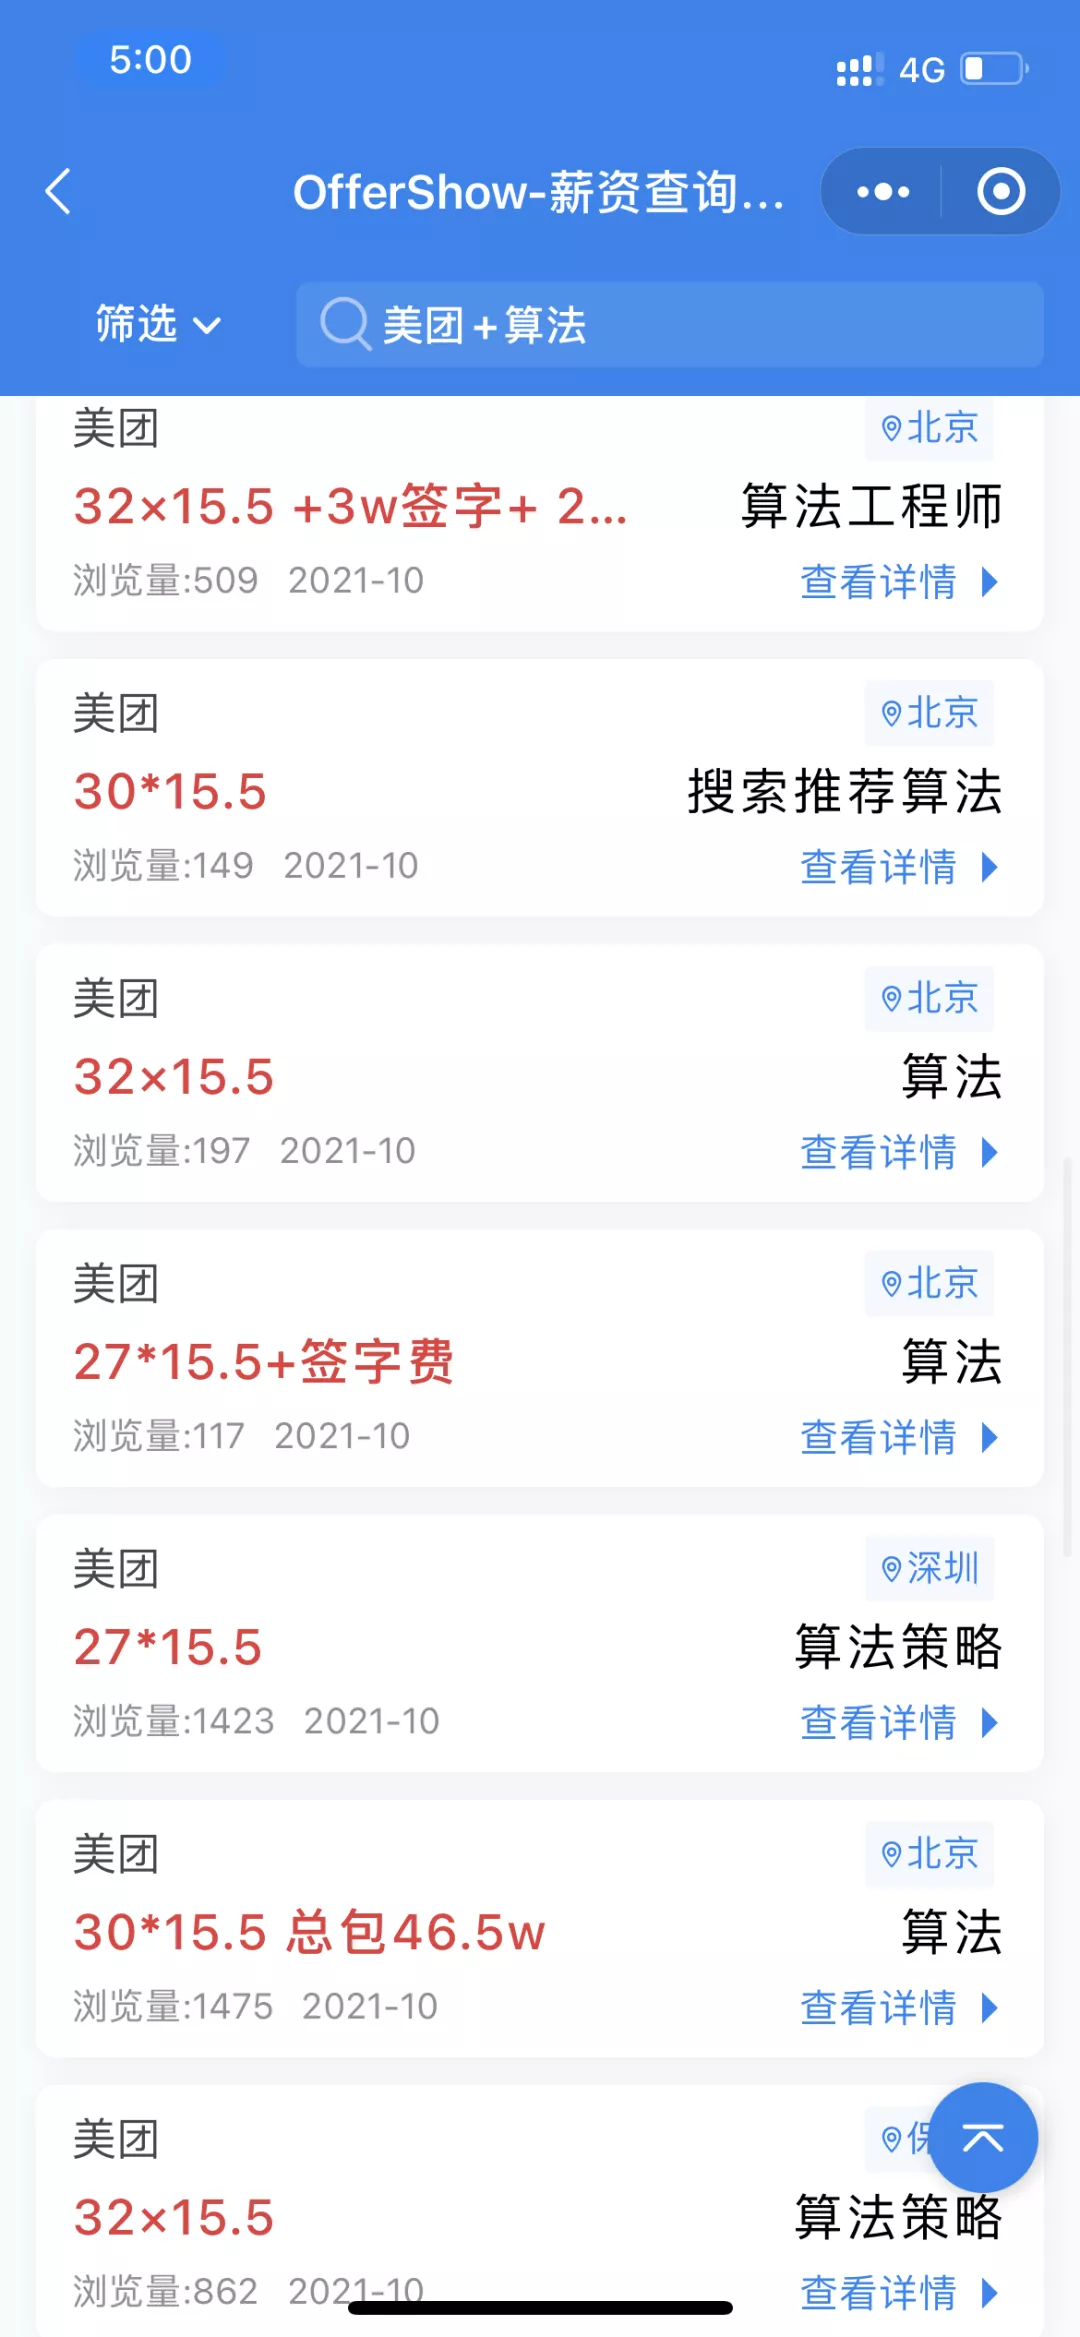 5:00
4G
OfferShow-薪资查询...
筛选
美团+算法
美团
北京
32×15.5 +3w签字+ 2...
算法工程师
浏览量:509 2021-10
查看详情
美团
北京
30*15.5
搜索推荐算法
浏览量:149 2021-10
查看详情
美团
北京
32×15.5
算法
浏览量:197 2021-10
查看详情
美团
北京
27*15.5+签字费
算法
浏览量:117 2021-10
查看详情
美团
深圳
27*15.5
算法策略
浏览量:1423 2021-10
查看详情
美团
北京
30*15.5 总包46.5w
算法
浏览量:1475 2021-10
查看详情
美团
32×15.5
算法策略
浏览量:862 2021-10
查看详情